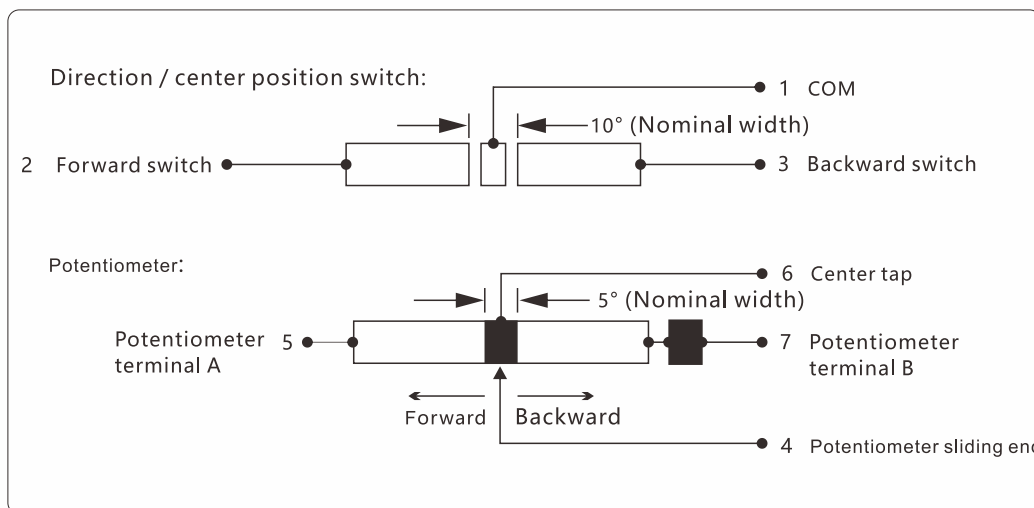 Direction / center position switch:
1 COM
10° (Nominal width)
2 Forward switch
3 Backward switch
Potentiometer:
6 Center tap
5° (Nominal width)
Potentiometer
terminal A
5
7 Potentiometer
terminal B
Forward Backward
4 Potentiometer sliding end